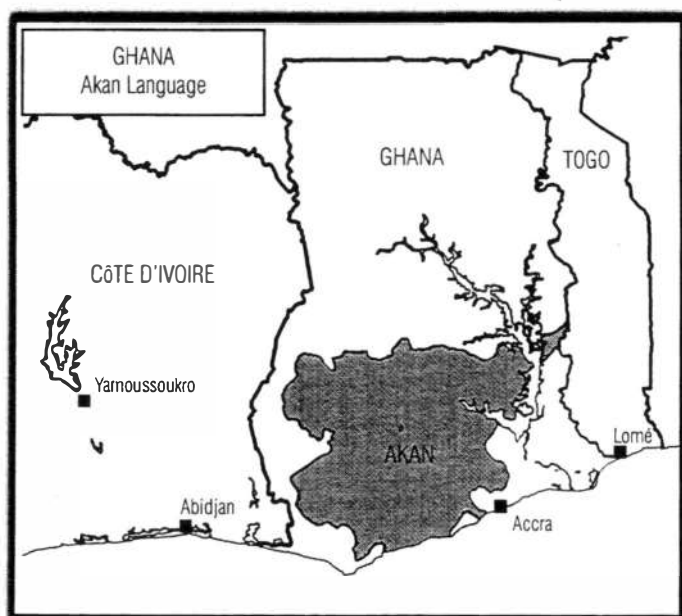 GHANA
Akan Language
GHANA
TOGO
CôTE D'IVOIRE
Yamoussoukro
AKAN
Lomé
Abidjan
Accra